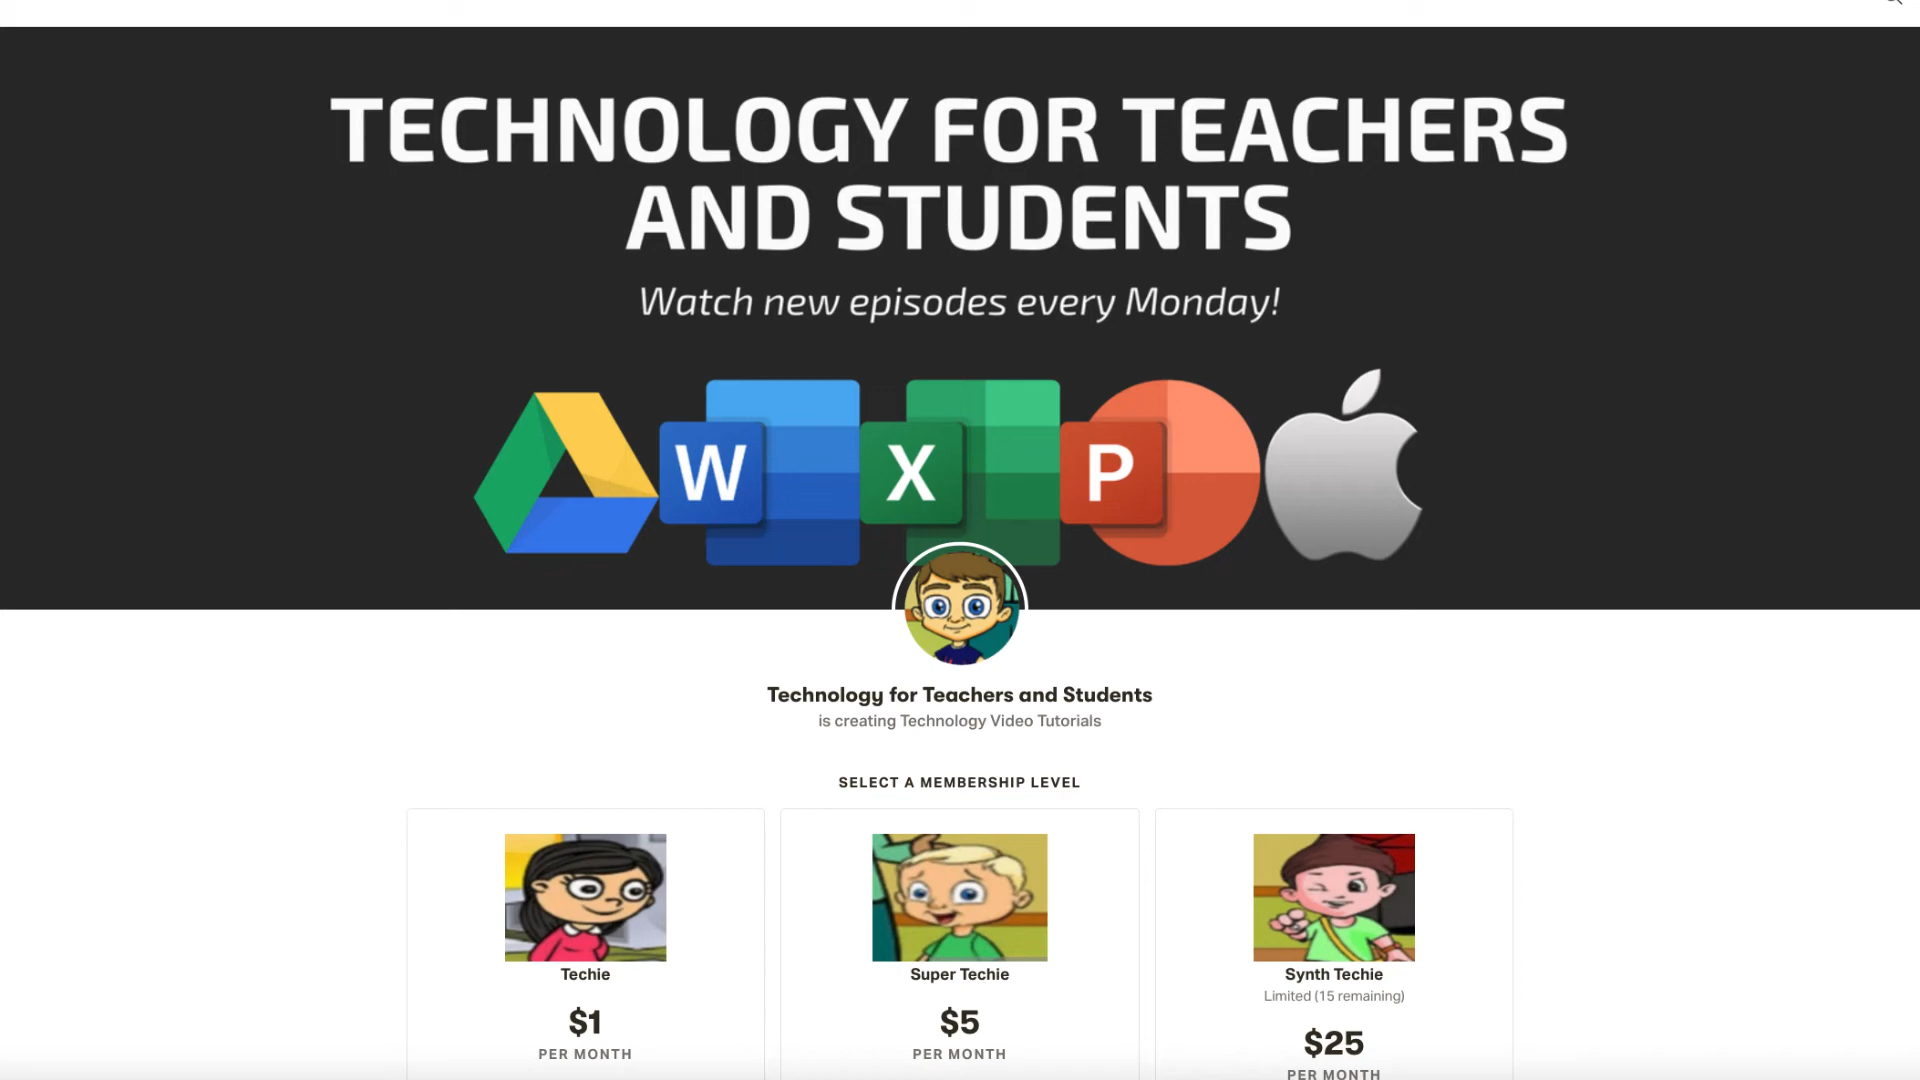 TECHNOLOGY FOR TEACHERS
AND STUDENTS
Watch new episodes every Monday!
W
X
P
Technology for Teachers and Students
is creating Technology Video Tutorials
SELECT A MEMBERSHIP LEVEL
Techie
$1
PER MONTH
Super Techie
$5
PER MONTH
Synth Techie
Limited (15 remaining)
$25
PER MONTH